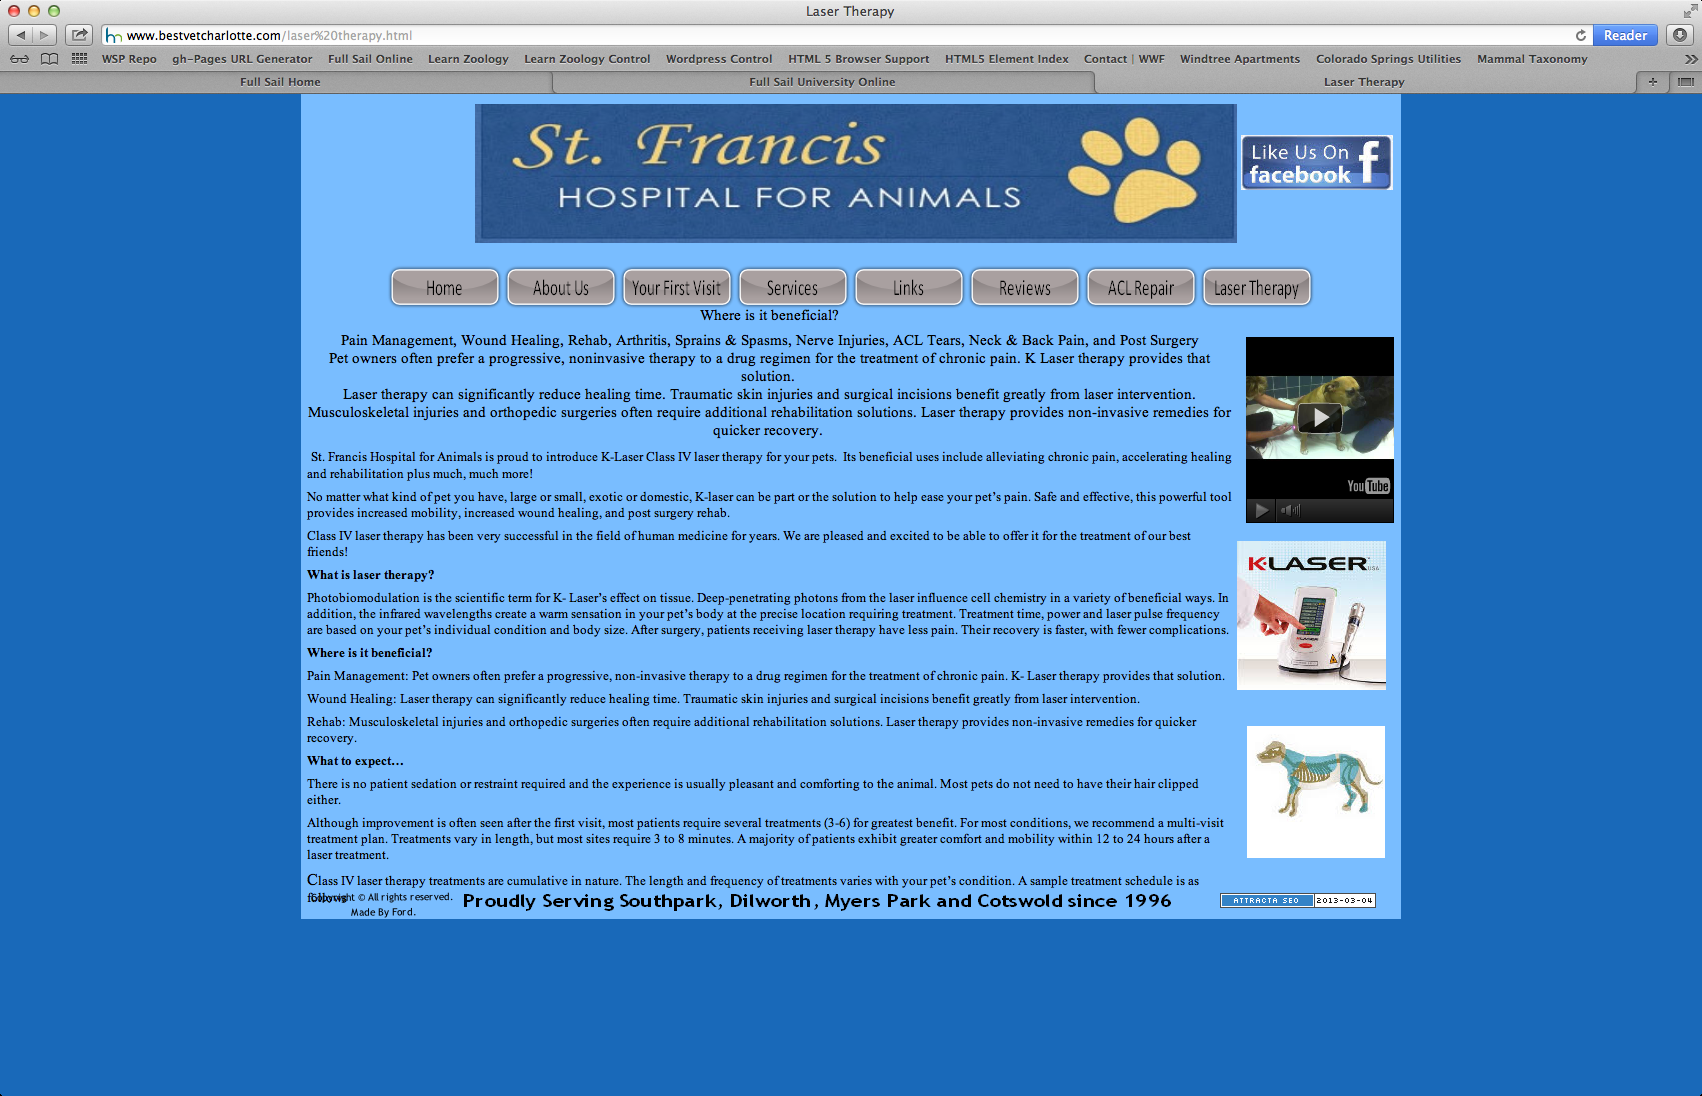 Laser Therapy
www.bestvetcharlotte.com/laser%20therapy.html
Reader
WSP Repo gh-Pages URL Generator Full Sail Online Learn Zoology Learn Zoology Control Wordpress Control HTML 5 Browser Support HTML5 Element Index Contact | WWF Windtree Apartments Colorado Springs Utilities Mammal Taxonomy
Full Sail Home Full Sail University Online Laser Therapy
St. Francis
HOSPITAL FOR ANIMALS
Like Us On
facebook
Home About Us Your First Visit Services Links Reviews ACL Repair Laser Therapy
Where is it beneficial?
Pain Management, Wound Healing, Rehab, Arthritis, Sprains & Spasms, Nerve Injuries, ACL Tears, Neck & Back Pain, and Post Surgery
Pet owners often prefer a progressive, noninvasive therapy to a drug regimen for the treatment of chronic pain. K Laser therapy provides that
solution.
Laser therapy can significantly reduce healing time. Traumatic skin injuries and surgical incisions benefit greatly from laser intervention.
Musculoskeletal injuries and orthopedic surgeries often require additional rehabilitation solutions. Laser therapy provides non-invasive remedies for
quicker recovery.
St. Francis Hospital for Animals is proud to introduce K-Laser Class IV laser therapy for your pets. Its beneficial uses include alleviating chronic pain, accelerating healing
and rehabilitation plus much, much more!
No matter what kind of pet you have, large or small, exotic or domestic, K-laser can be part or the solution to help ease your pet's pain. Safe and effective, this powerful tool
provides increased mobility, increased wound healing, and post surgery rehab.
Class IV laser therapy has been very successful in the field of human medicine for years. We are pleased and excited to be able to offer it for the treatment of our best
friends!
What is laser therapy?
Photobiomodulation is the scientific term for K- Laser's effect on tissue. Deep-penetrating photons from the laser influence cell chemistry in a variety of beneficial ways. In
addition, the infrared wavelengths create a warm sensation in your pet's body at the precise location requiring treatment. Treatment time, power and laser pulse frequency
are based on your pet's individual condition and body size. After surgery, patients receiving laser therapy have less pain. Their recovery is faster, with fewer complications.
Where is it beneficial?
Pain Management: Pet owners often prefer a progressive, non-invasive therapy to a drug regimen for the treatment of chronic pain. K- Laser therapy provides that solution.
Wound Healing: Laser therapy can significantly reduce healing time. Traumatic skin injuries and surgical incisions benefit greatly from laser intervention.
Rehab: Musculoskeletal injuries and orthopedic surgeries often require additional rehabilitation solutions. Laser therapy provides non-invasive remedies for quicker
recovery.
What to expect...
There is no patient sedation or restraint required and the experience is usually pleasant and comforting to the animal. Most pets do not need to have their hair clipped
either.
Although improvement is often seen after the first visit, most patients require several treatments (3-6) for greatest benefit. For most conditions, we recommend a multi-visit
treatment plan. Treatments vary in length, but most sites require 3 to 8 minutes. A majority of patients exhibit greater comfort and mobility within 12 to 24 hours after a
laser treatment.
Class IV laser therapy treatments are cumulative in nature. The length and frequency of treatments varies with your pet's condition. A sample treatment schedule is as
follows
Copyright © All rights reserved.
Made By Ford.
Proudly Serving Southpark, Dilworth, Myers Park and Cotswold since 1996
ATTRACTA SEO 2013-03-04
YouTube
K-LASER USA
K-LASER